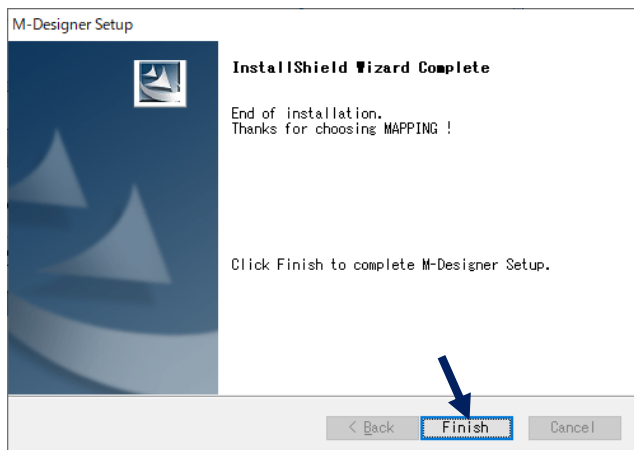 M-Designer Setup
InstallShield Wizard Complete
End of installation.
Thanks for choosing MAPPING !
Click Finish to complete M-Designer Setup.
< Back
Finish
Cancel